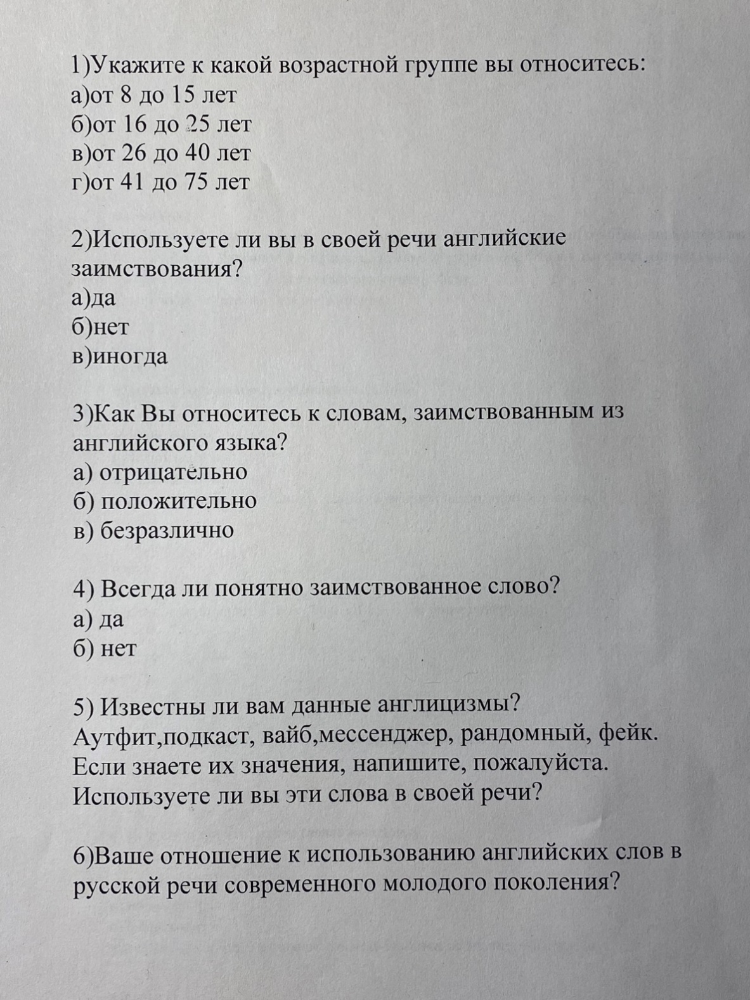 1)Укажите к какой возрастной группе вы относитесь:
а)от 8 до 15 лет
б)от 16 до 25 лет
в)от 26 до 40 лет
г)от 41 до 75 лет
2)Используете ли вы в своей речи английские
заимствования?
а)да
б)нет
в)иногда
3)Как Вы относитесь к словам, заимствованным из
английского языка?
а) отрицательно
б) положительно
в) безразлично
4) Всегда ли понятно заимствованное слово?
а) да
б) нет
5) Известны ли вам данные англицизмы?
Аутфит,подкаст, вайб,мессенджер, рандомный, фейк.
Если знаете их значения, напишите, пожалуйста.
Используете ли вы эти слова в своей речи?
6)Ваше отношение к использованию английских слов в
русской речи современного молодого поколения?